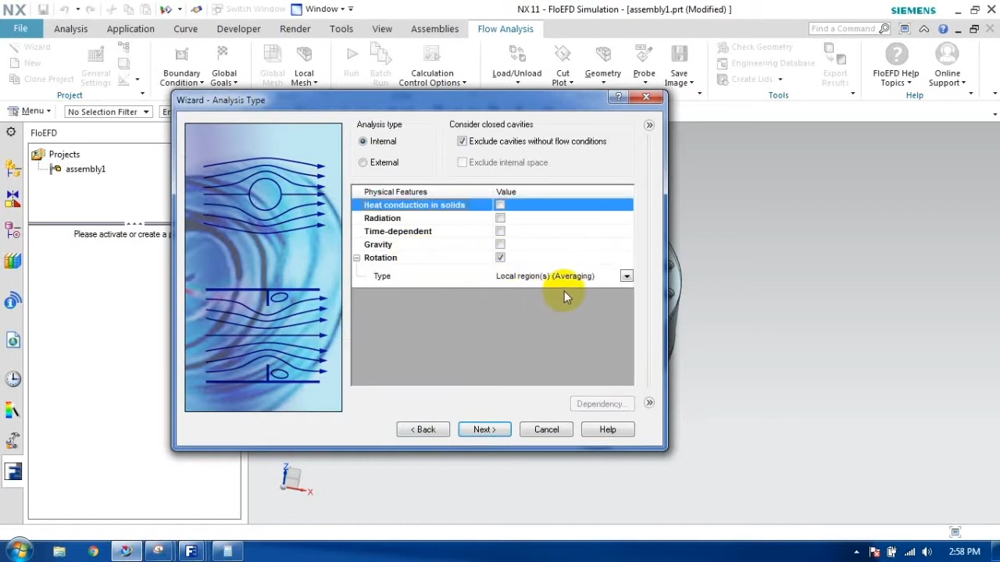 NX Switch Window Window NX 11 - FloEFD Simulation - [assembly1.prt (Modified) ] SIEMENS
File Analysis Application Curve Developer Render Tools View Assemblies Flow Analysis Find a Command
Wizard
New
Clone Project
General Settings
Project
Boundary Condition
Global Goals
Global Mesh
Local Mesh
Run
Batch Run
Calculation Control Options
Load/Unload
Cut Plot
Geometry
Probe
Save Image
Check Geometry
Engineering Database
Create Lids
Export Results
Tools
FloEFD Help Topics
Online Support
Help
Menu No Selection Filter
FloEFD
Projects
assembly1
Please activate or create a
Wizard - Analysis Type
Analysis type
Internal
External
Consider closed cavities
Exclude cavities without flow conditions
Exclude internal space
Physical Features Value
Heat conduction in solids
Radiation
Time-dependent
Gravity
Rotation
Type Local region(s) (Averaging)
Dependency...
< Back Next > Cancel Help
Z
X
2:58 PM